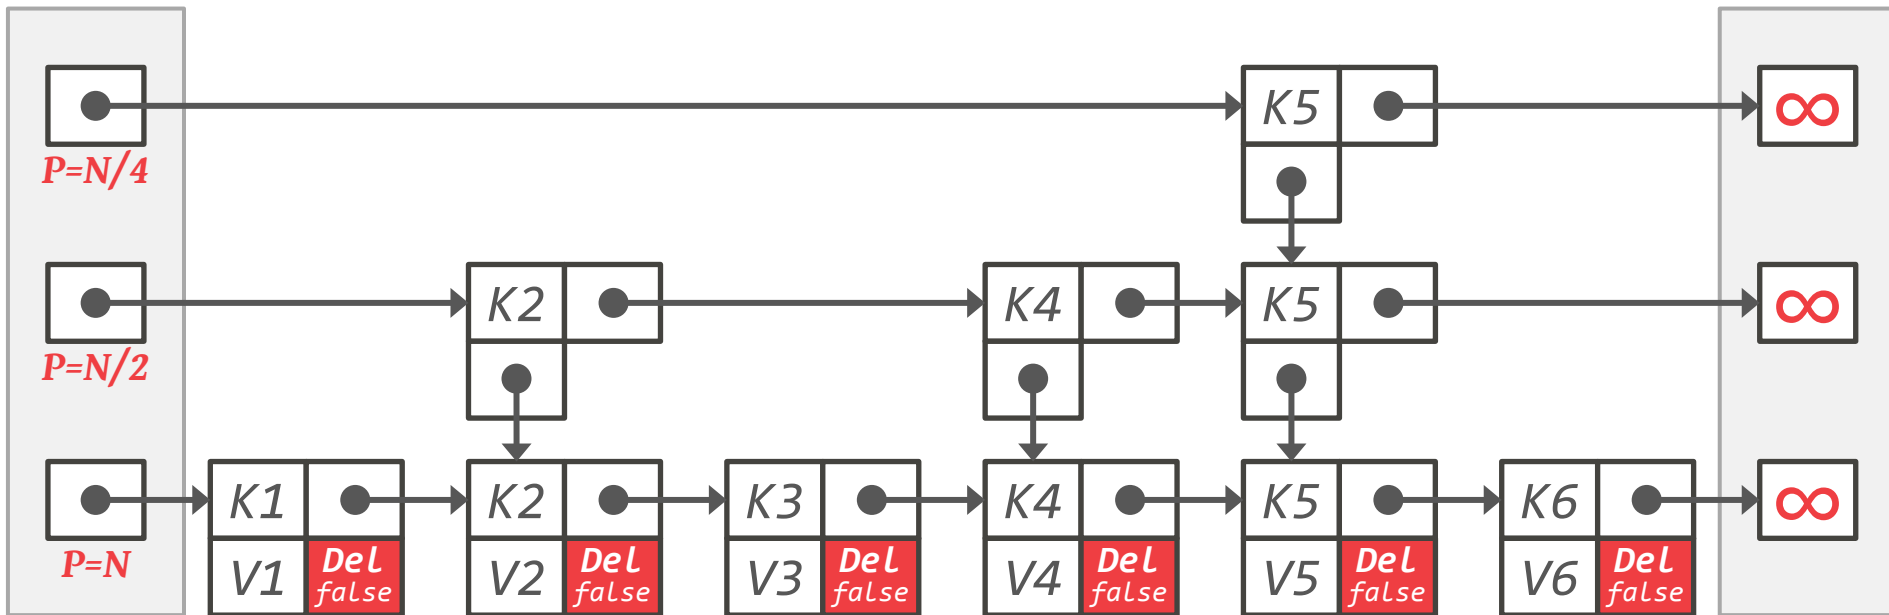 K5 ∞
P=N/4
K2 K4 K5 ∞
P=N/2
K1 K2 K3 K4 K5 K6 ∞
P=N
V1 Del false V2 Del false V3 Del false V4 Del false V5 Del false V6 Del false